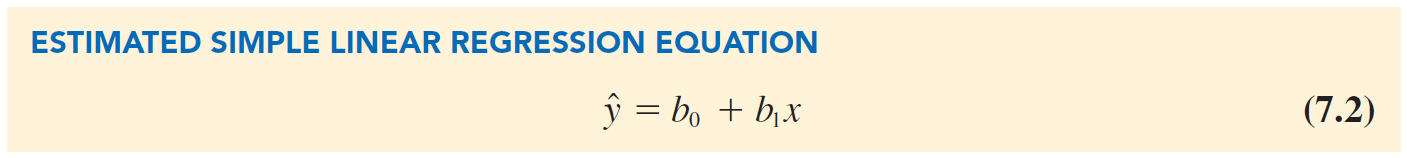 ESTIMATED SIMPLE LINEAR REGRESSION EQUATION
ŷ = b₀ + b₁x (7.2)